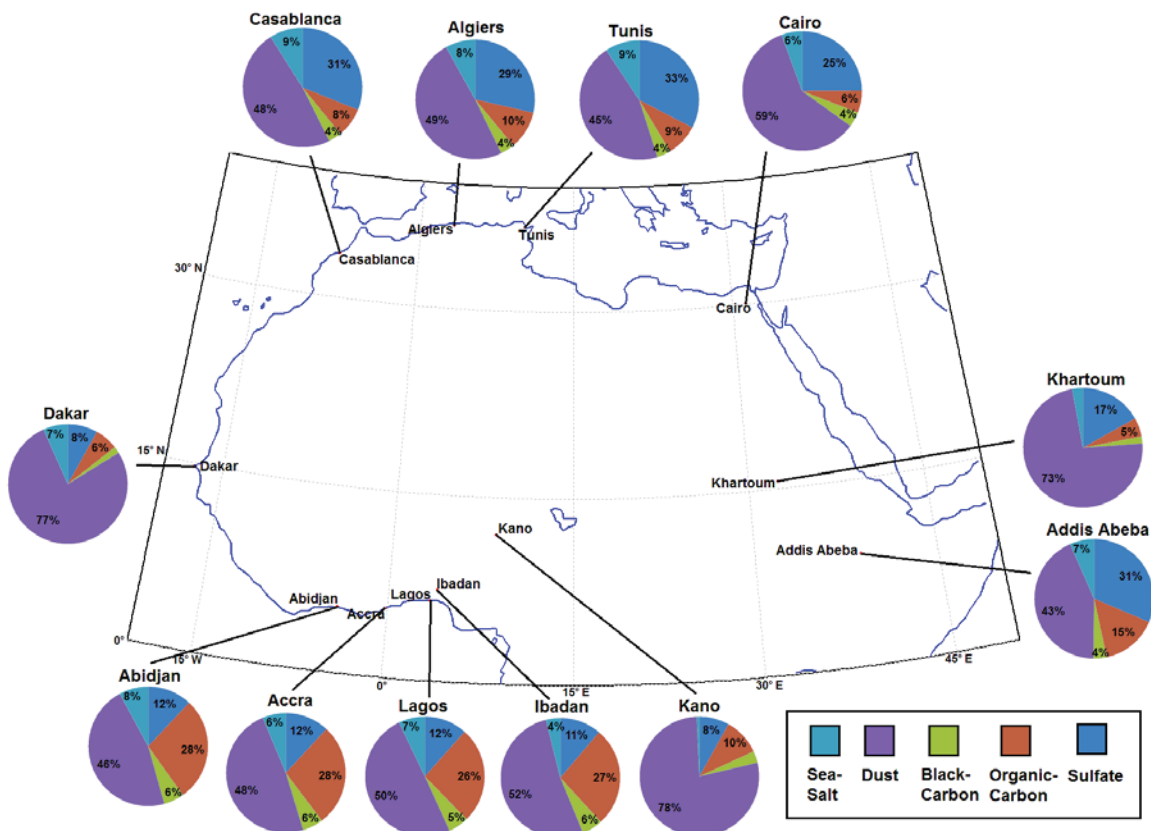 Casablanca
9%
31%
8%
4%
48%
Algiers
8%
29%
10%
4%
49%
Tunis
9%
33%
9%
4%
45%
Cairo
6%
25%
6%
4%
59%
Algiers
Tunis
Casablanca
30° N
Cairo
Khartoum
17%
5%
73%
Dakar
7%
8%
6%
77%
15° N
Dakar
Khartoum
Kano
Addis Abeba
Addis Abeba
7%
31%
15%
4%
43%
Ibadan
Lagos
Abidjan
Accra
0°
15° W
0°
15° E
30° E
45° E
Abidjan
8%
12%
28%
6%
46%
Accra
6%
12%
28%
6%
48%
Lagos
7%
12%
26%
5%
50%
Ibadan
4%
11%
27%
6%
52%
Kano
8%
10%
78%
Sea-
Salt
Dust
Black-
Carbon
Organic-
Carbon
Sulfate